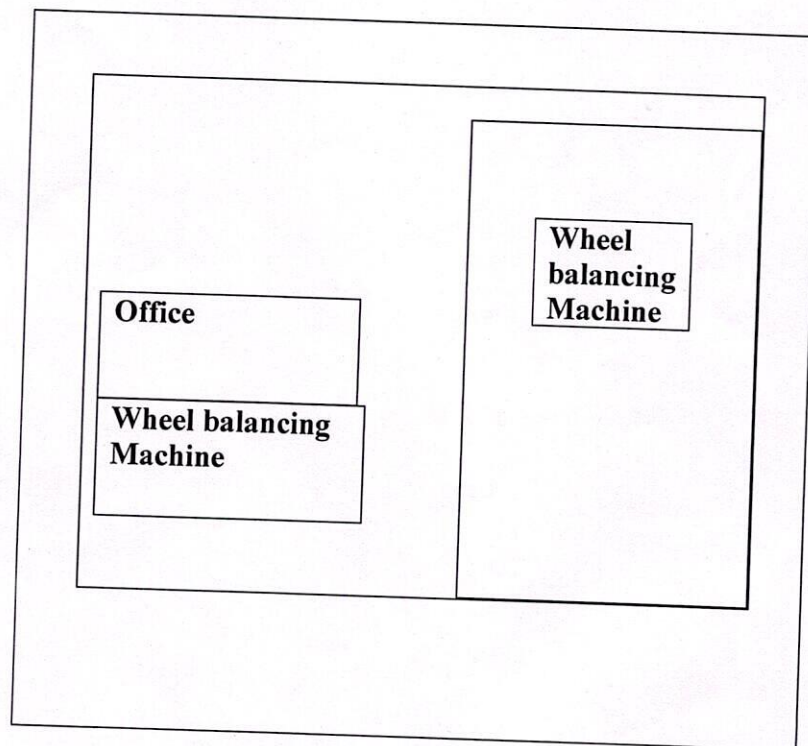 Wheel
balancing
Machine
Office
Wheel balancing
Machine